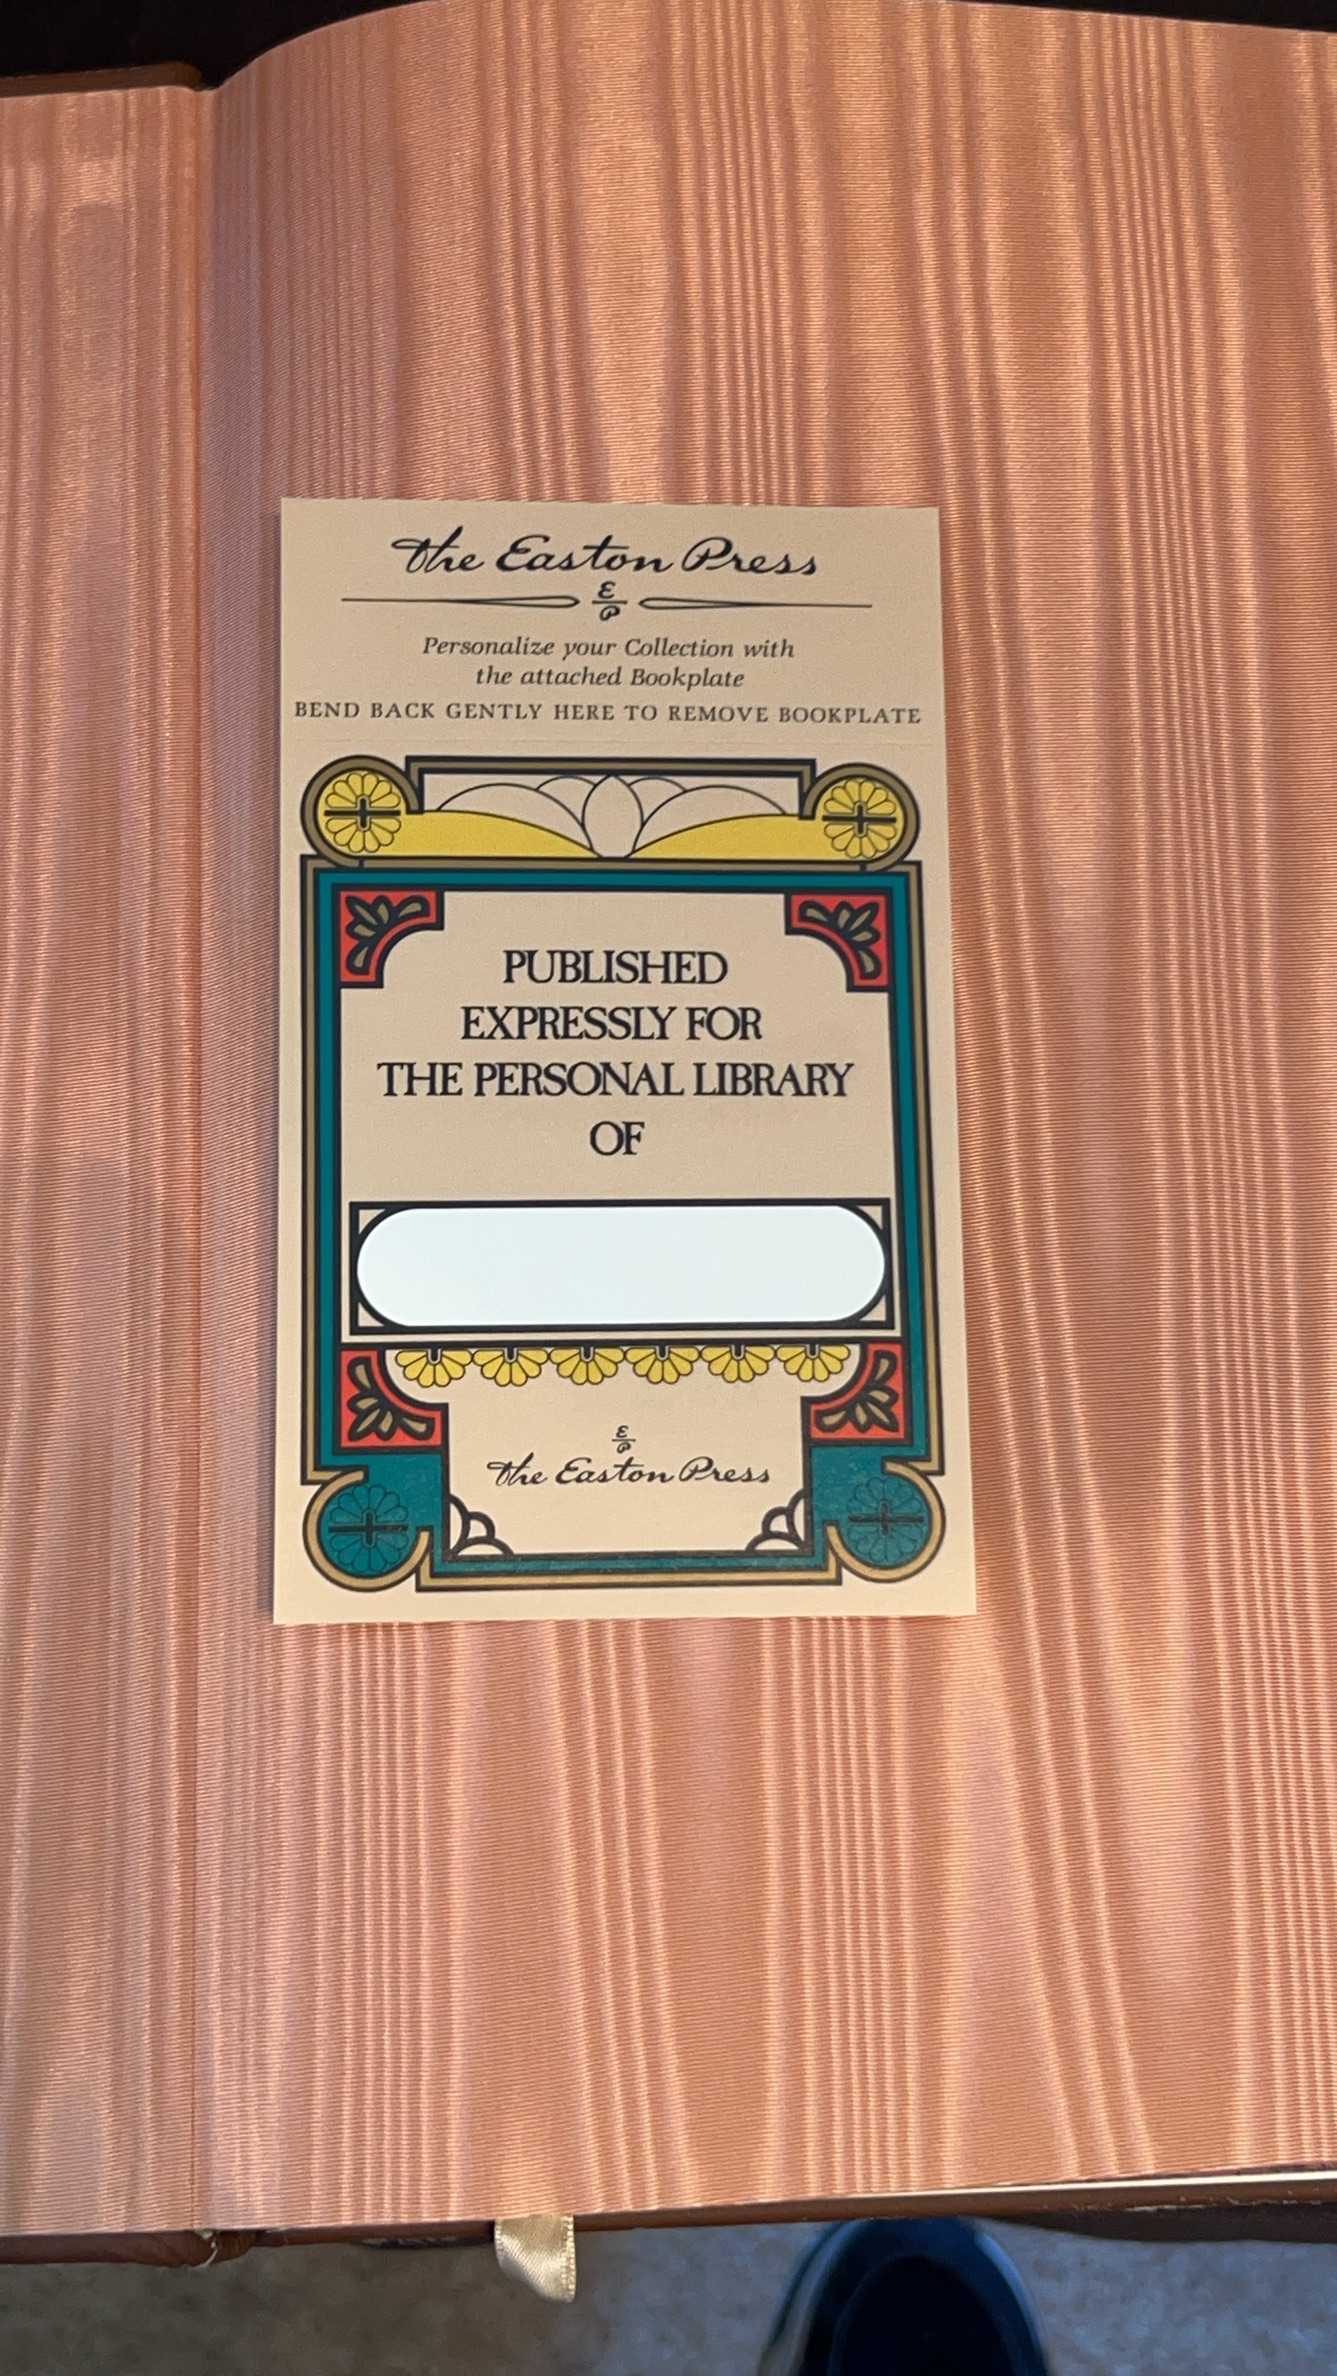 The Easton Press
E
P
Personalize your Collection with
the attached Bookplate
BEND BACK GENTLY HERE TO REMOVE BOOKPLATE
PUBLISHED
EXPRESSLY FOR
THE PERSONAL LIBRARY
OF
E
P
The Easton Press